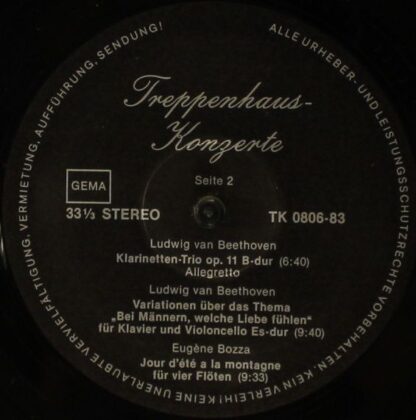 ALLE URHEBER- UND LEISTUNGSSCHUTZRECHTE VORBEHALTEN. KEIN VERLEIH! KEINE UNERLAUBTE VERVIELFÄLTIGUNG, VERMIETUNG, AUFFÜHRUNG, SENDUNG!
Treppenhaus-
Konzerte
Seite 2
GEMA
33⅓ STEREO TK 0806-83
Ludwig van Beethoven
Klarinetten-Trio op. 11 B-dur (6:40)
Allegretto
Ludwig van Beethoven
Variationen über das Thema
„Bei Männern, welche Liebe fühlen"
für Klavier und Violoncello Es-dur (9:40)
Eugène Bozza
Jour d'été a la montagne
für vier Flöten (9:33)